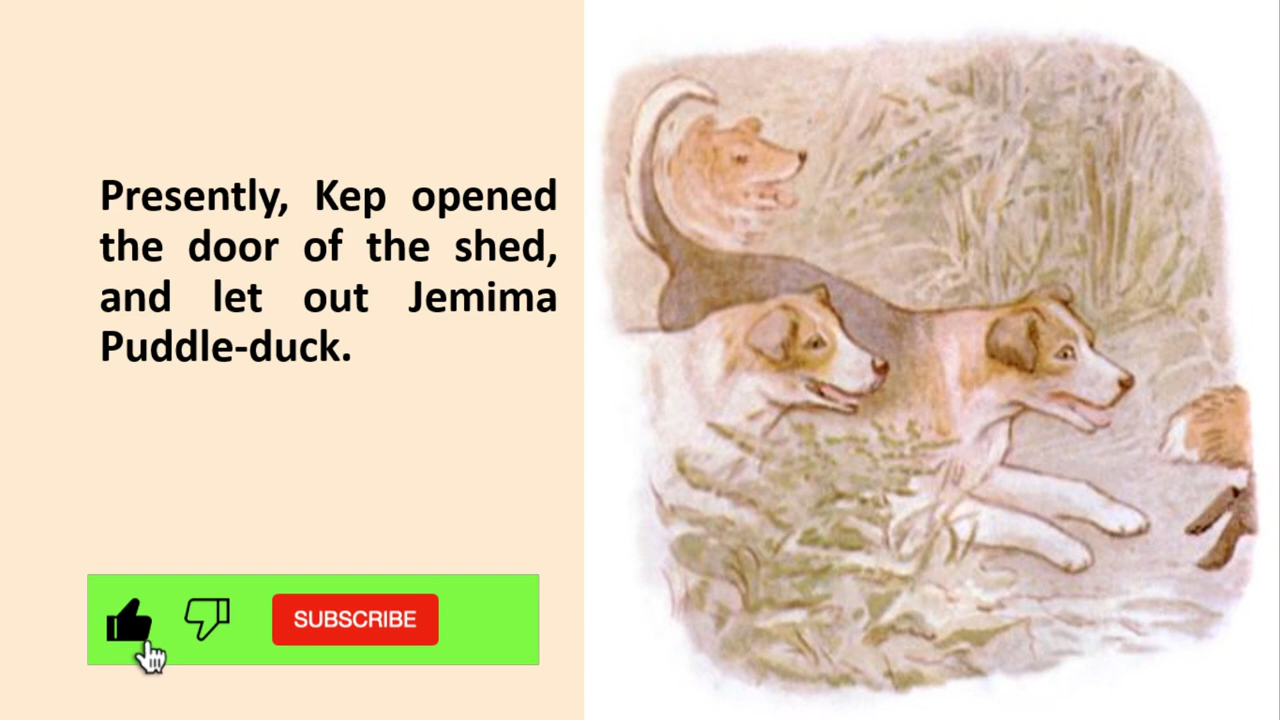 Presently, Kep opened
the door of the shed,
and let out Jemima
Puddle-duck.
SUBSCRIBE